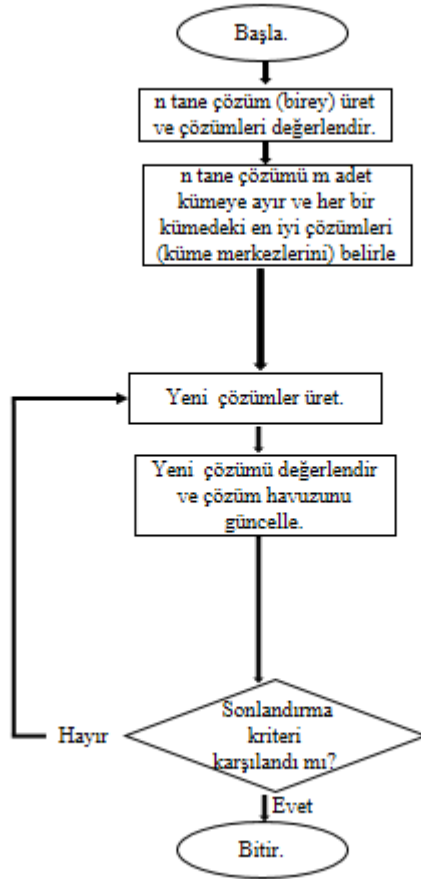 Başla.
n tane çözüm (birey) üret
ve çözümleri değerlendir.
n tane çözümü m adet
kümeye ayır ve her bir
kümedeki en iyi çözümleri
(küme merkezlerini) belirle
Yeni çözümler üret.
Yeni çözümü değerlendir
ve çözüm havuzunu
güncelle.
Sonlandırma
kriteri
karşılandı mı?
Hayır
Evet
Bitir.